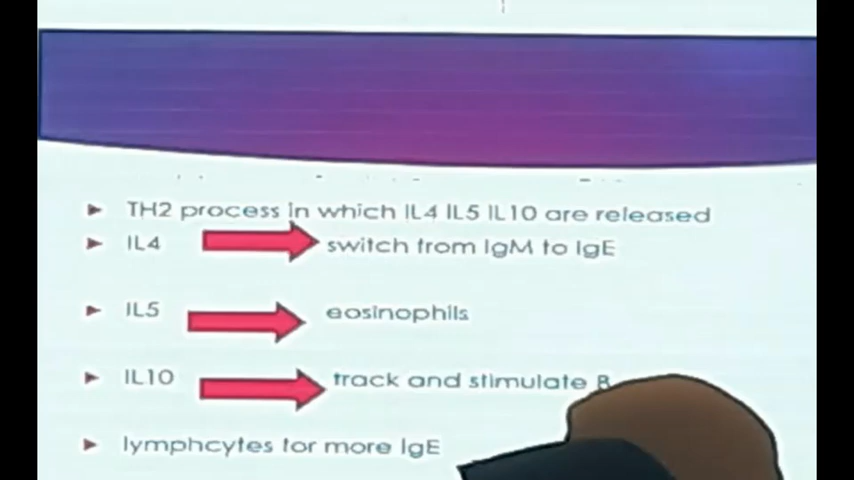 TH2 process in which IL4 IL5 IL10 are released
IL4 switch from IgM to IgE
IL5 eosinophils
IL10 track and stimulate B
lymphcytes for more IgE